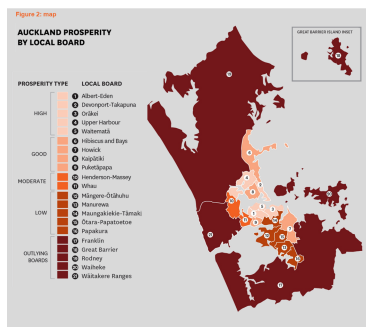 Figure 2: map
AUCKLAND PROSPERITY
BY LOCAL BOARD
GREAT BARRIER ISLAND INSET
PROSPERITY TYPE LOCAL BOARD
HIGH
1 Albert-Eden
2 Devonport-Takapuna
3 Ōrākei
4 Upper Harbour
5 Waitematā
GOOD
6 Hibiscus and Bays
7 Howick
8 Kaipātiki
9 Puketāpapa
MODERATE
10 Henderson-Massey
11 Whau
LOW
12 Māngere-Ōtāhuhu
13 Manurewa
14 Maungakiekie-Tāmaki
15 Ōtara-Papatoetoe
16 Papakura
OUTLYING
BOARDS
17 Franklin
18 Great Barrier
19 Rodney
20 Waiheke
21 Waitakere Ranges